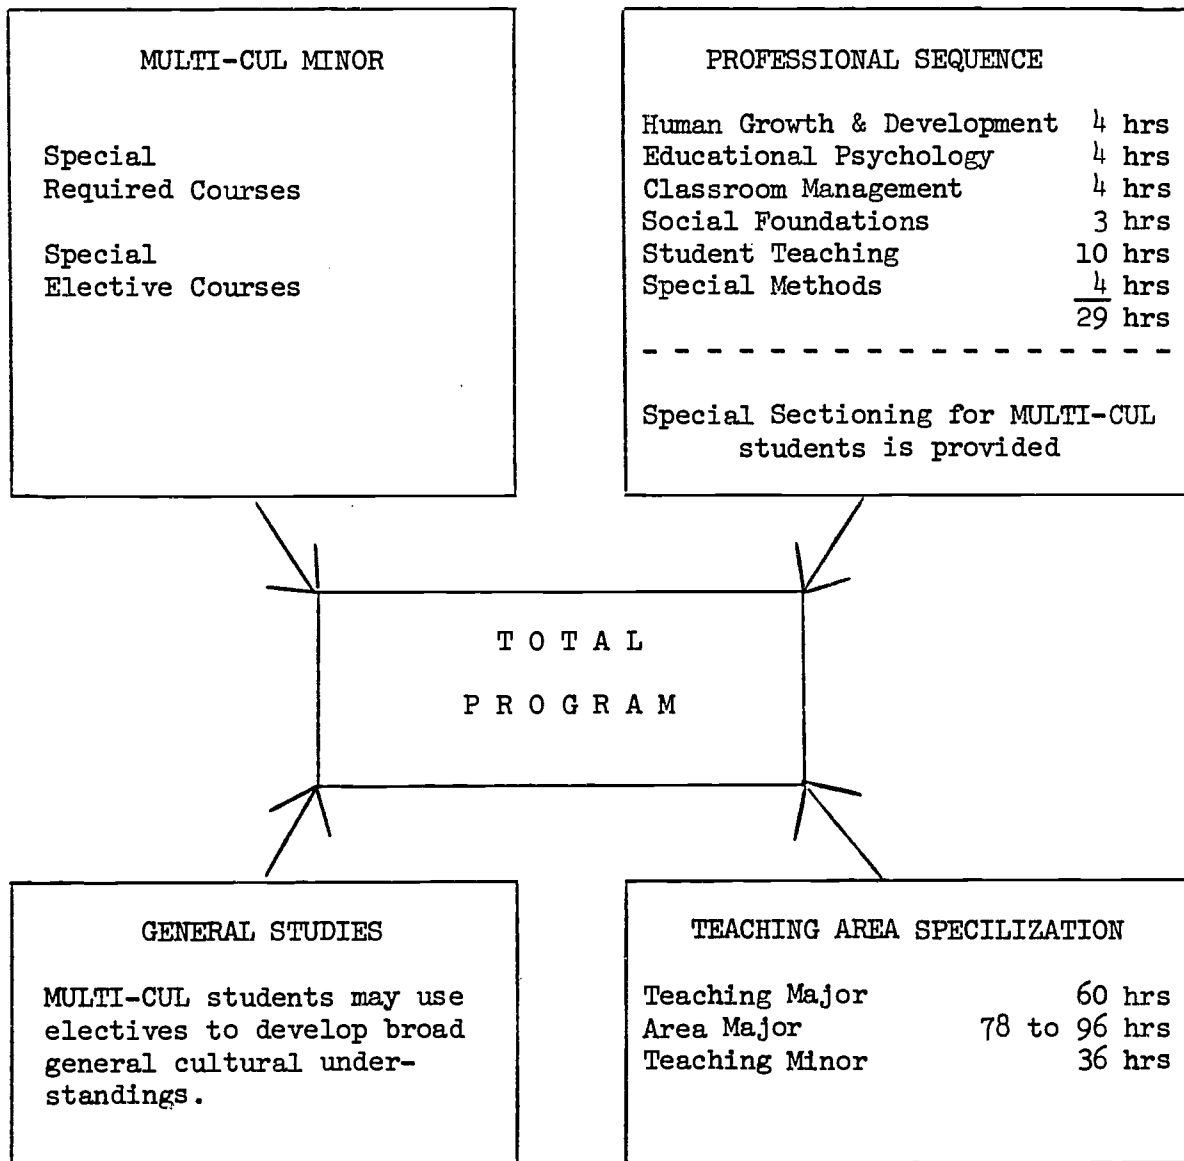 MULTI-CUL MINOR
Special
Required Courses
Special
Elective Courses
PROFESSIONAL SEQUENCE
Human Growth & Development 4 hrs
Educational Psychology 4 hrs
Classroom Management 4 hrs
Social Foundations 3 hrs
Student Teaching 10 hrs
Special Methods 4 hrs
29 hrs
Special Sectioning for MULTI-CUL
students is provided
T O T A L
P R O G R A M
GENERAL STUDIES
MULTI-CUL students may use
electives to develop broad
general cultural under-
standings.
TEACHING AREA SPECILIZATION
Teaching Major 60 hrs
Area Major 78 to 96 hrs
Teaching Minor 36 hrs